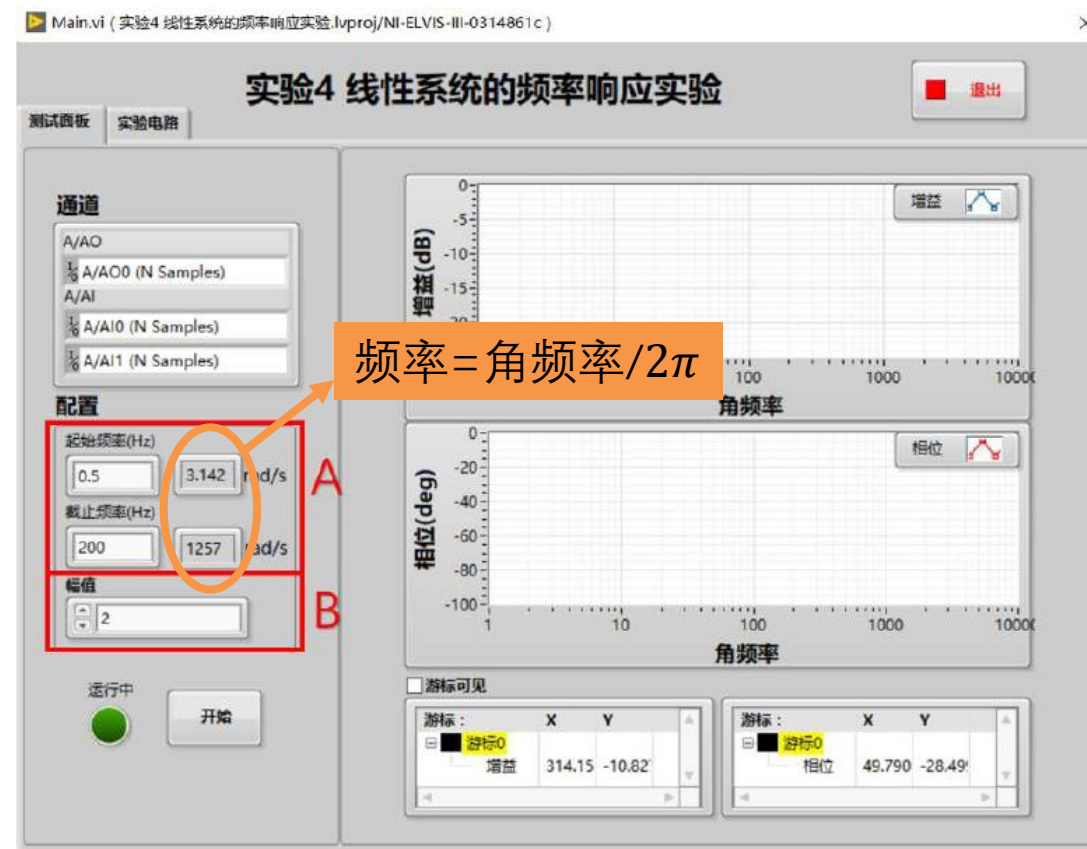 Main.vi ( 实验4 线性系统的频率响应实验.lvproj/NI-ELVIS-III-0314861c )
实验4 线性系统的频率响应实验
退出
测试面板 实验电路
通道
A/AO
A/AO0 (N Samples)
A/AI
A/AI0 (N Samples)
A/AI1 (N Samples)
配置
起始频率(Hz)
0.5 3.142 rad/s
A
截止频率(Hz)
200 1257 rad/s
幅值
2
B
运行中
开始
频率=角频率/2π
增益
增益(dB)
0
-5
-10
-15
-20
100 1000 10000
角频率
相位
相位(deg)
0
-20
-40
-60
-80
-100
1 10 100 1000 10000
角频率
游标可见
游标: X Y
游标0
增益 314.15 -10.82
游标: X Y
游标0
相位 49.790 -28.49